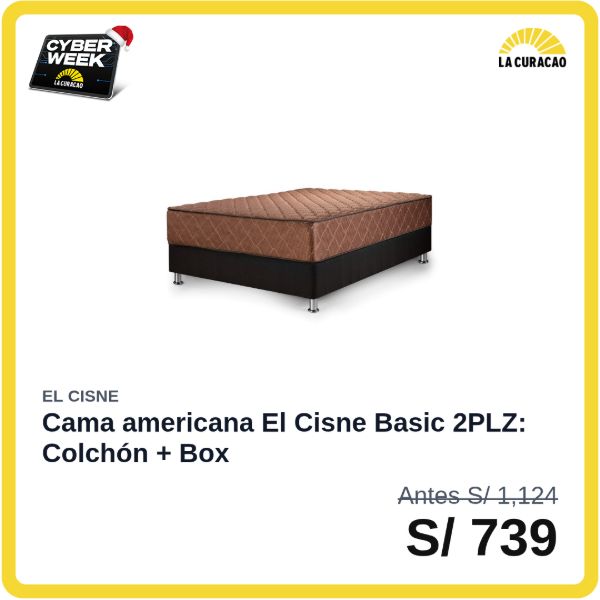 CYBER
WEEK
LA CURACAO
LA CURACAO
EL CISNE
Cama americana El Cisne Basic 2PLZ:
Colchón + Box
Antes S/ 1,124
S/ 739